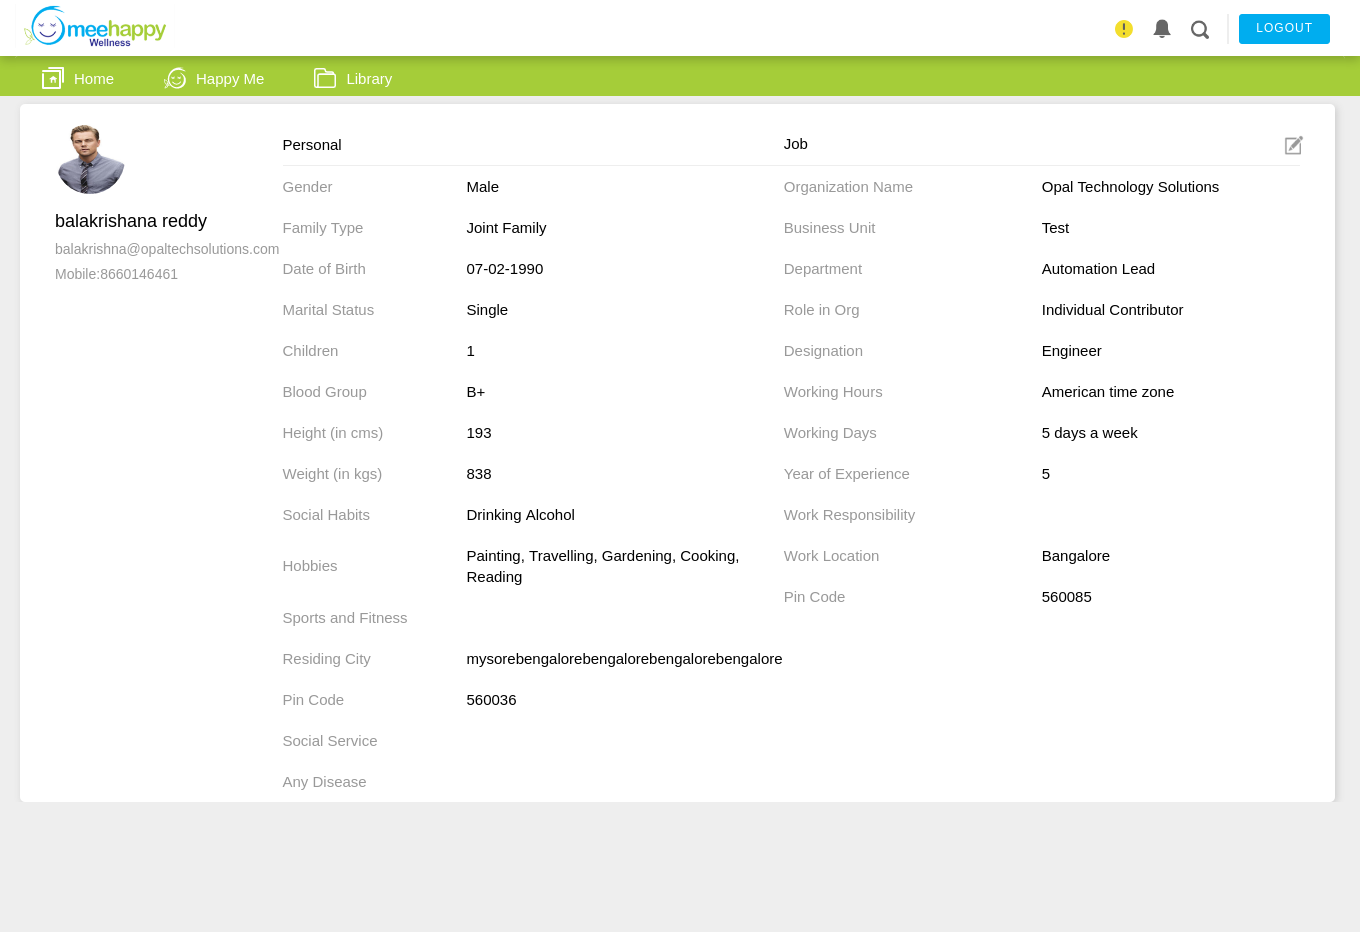 meehappy
Wellness
LOGOUT
Home
Happy Me
Library
balakrishana reddy
balakrishna@opaltechsolutions.com
Mobile:8660146461
Personal
Gender Male
Family Type Joint Family
Date of Birth 07-02-1990
Marital Status Single
Children 1
Blood Group B+
Height (in cms) 193
Weight (in kgs) 838
Social Habits Drinking Alcohol
Hobbies Painting, Travelling, Gardening, Cooking,
Reading
Sports and Fitness
Residing City mysorebengalorebengalorebengalorebengalore
Pin Code 560036
Social Service
Any Disease
Job
Organization Name Opal Technology Solutions
Business Unit Test
Department Automation Lead
Role in Org Individual Contributor
Designation Engineer
Working Hours American time zone
Working Days 5 days a week
Year of Experience 5
Work Responsibility
Work Location Bangalore
Pin Code 560085